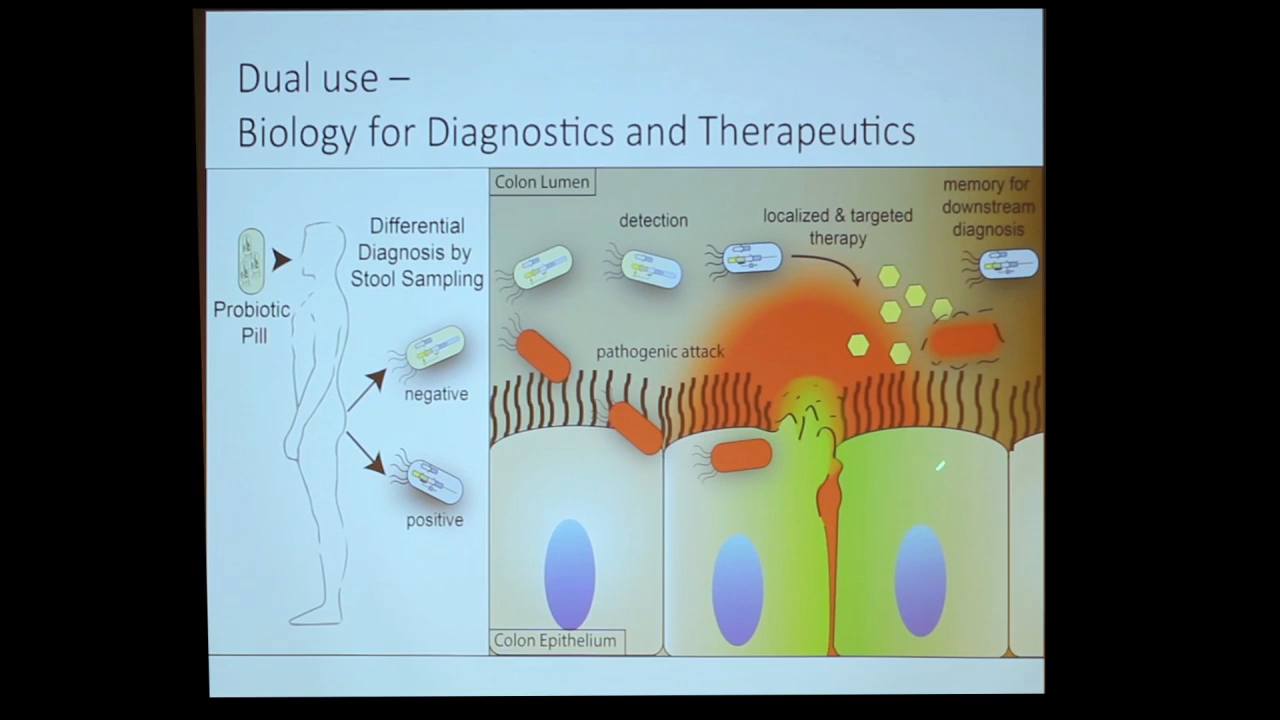 Dual use –
Biology for Diagnostics and Therapeutics
Probiotic
Pill
Differential
Diagnosis by
Stool Sampling
negative
positive
Colon Lumen
detection
localized & targeted
therapy
memory for
downstream
diagnosis
pathogenic attack
Colon Epithelium